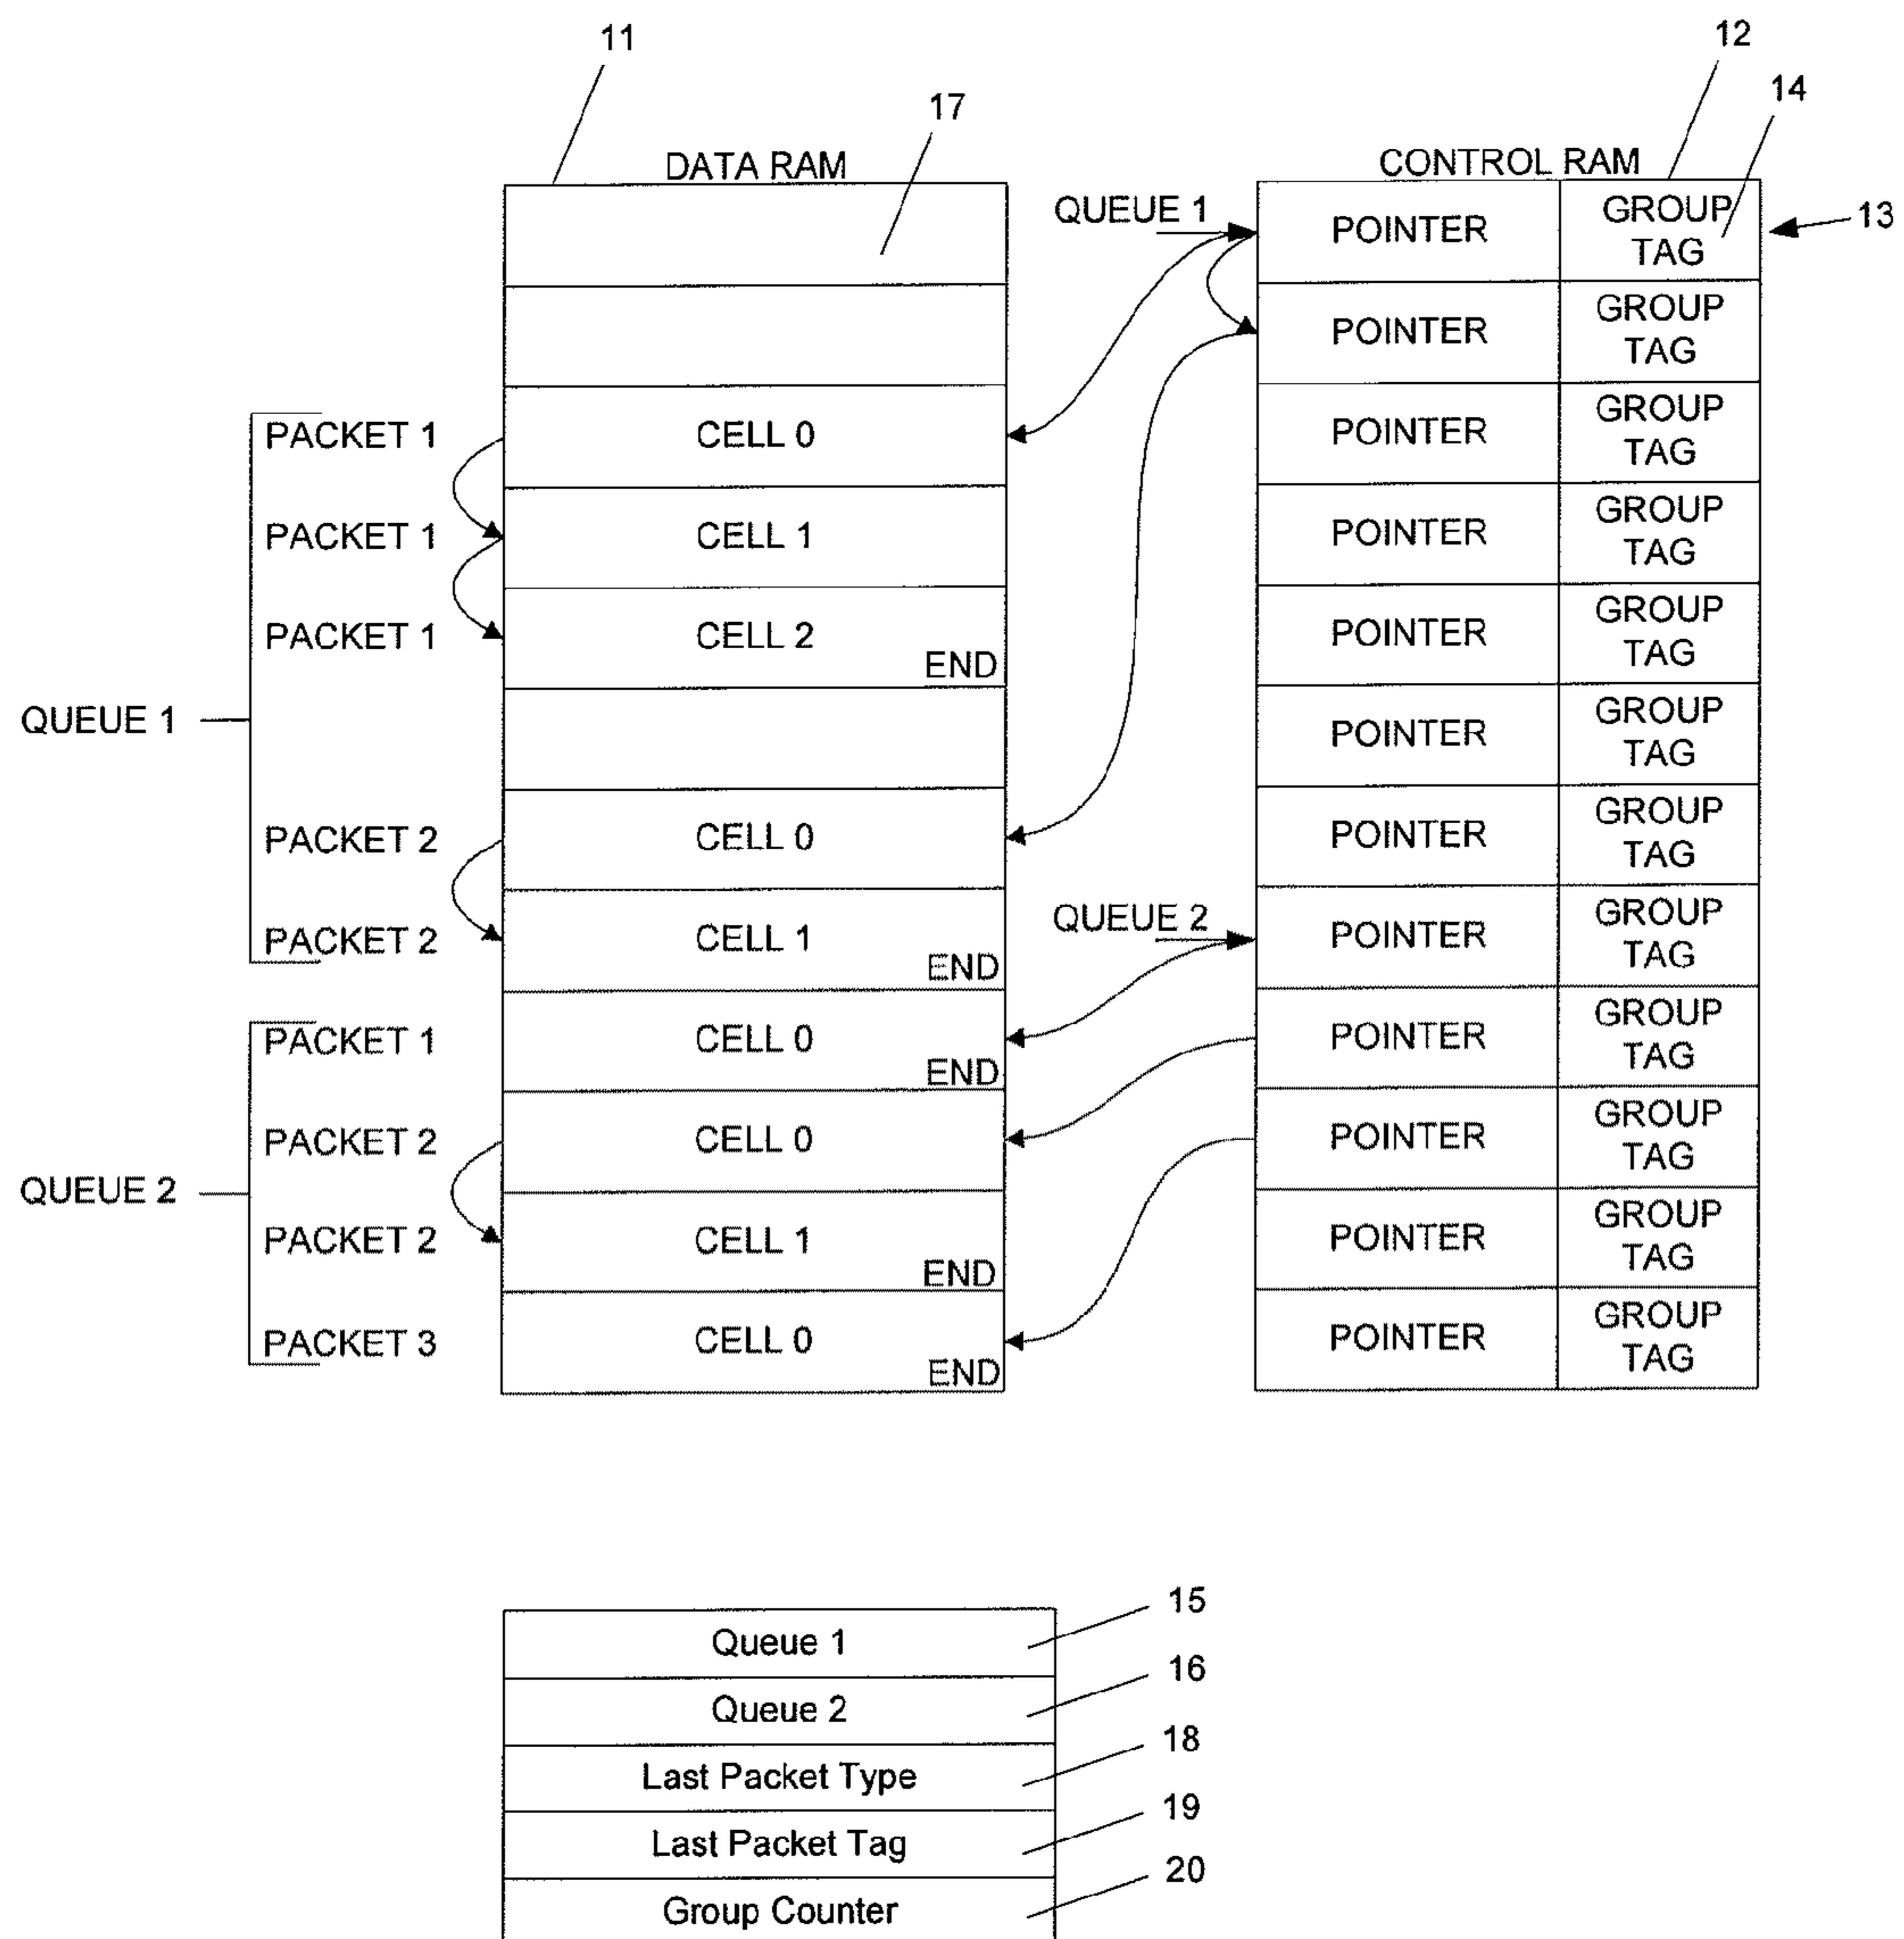 11
12
17
14
DATA RAM
CONTROL RAM
QUEUE 1
POINTER
GROUP
TAG
13
POINTER
GROUP
TAG
PACKET 1
CELL 0
POINTER
GROUP
TAG
PACKET 1
CELL 1
POINTER
GROUP
TAG
PACKET 1
CELL 2
END
POINTER
GROUP
TAG
QUEUE 1
POINTER
GROUP
TAG
PACKET 2
CELL 0
POINTER
GROUP
TAG
PACKET 2
CELL 1
END
QUEUE 2
POINTER
GROUP
TAG
PACKET 1
CELL 0
END
POINTER
GROUP
TAG
PACKET 2
CELL 0
POINTER
GROUP
TAG
QUEUE 2
PACKET 2
CELL 1
END
POINTER
GROUP
TAG
PACKET 3
CELL 0
END
POINTER
GROUP
TAG
Queue 1
15
Queue 2
16
Last Packet Type
18
Last Packet Tag
19
Group Counter
20